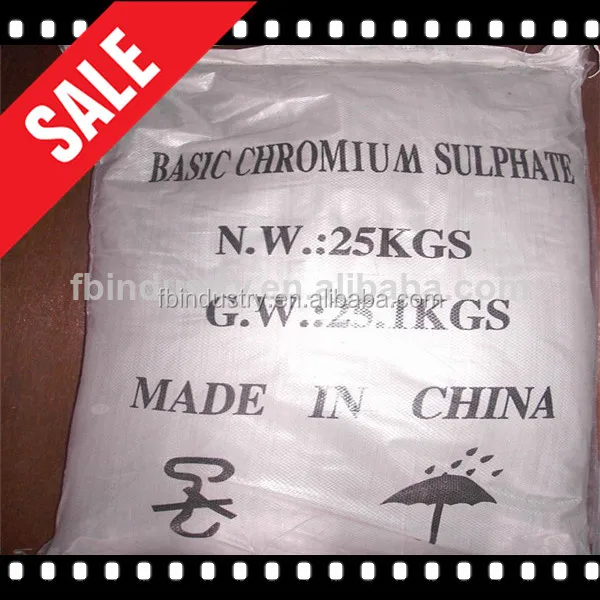 SALE
BASIC CHROMIUM SULPHATE
N.W.:25KGS
fbindustry.en.alibaba.com
G.W.:25.1KGS
MADE IN CHINA